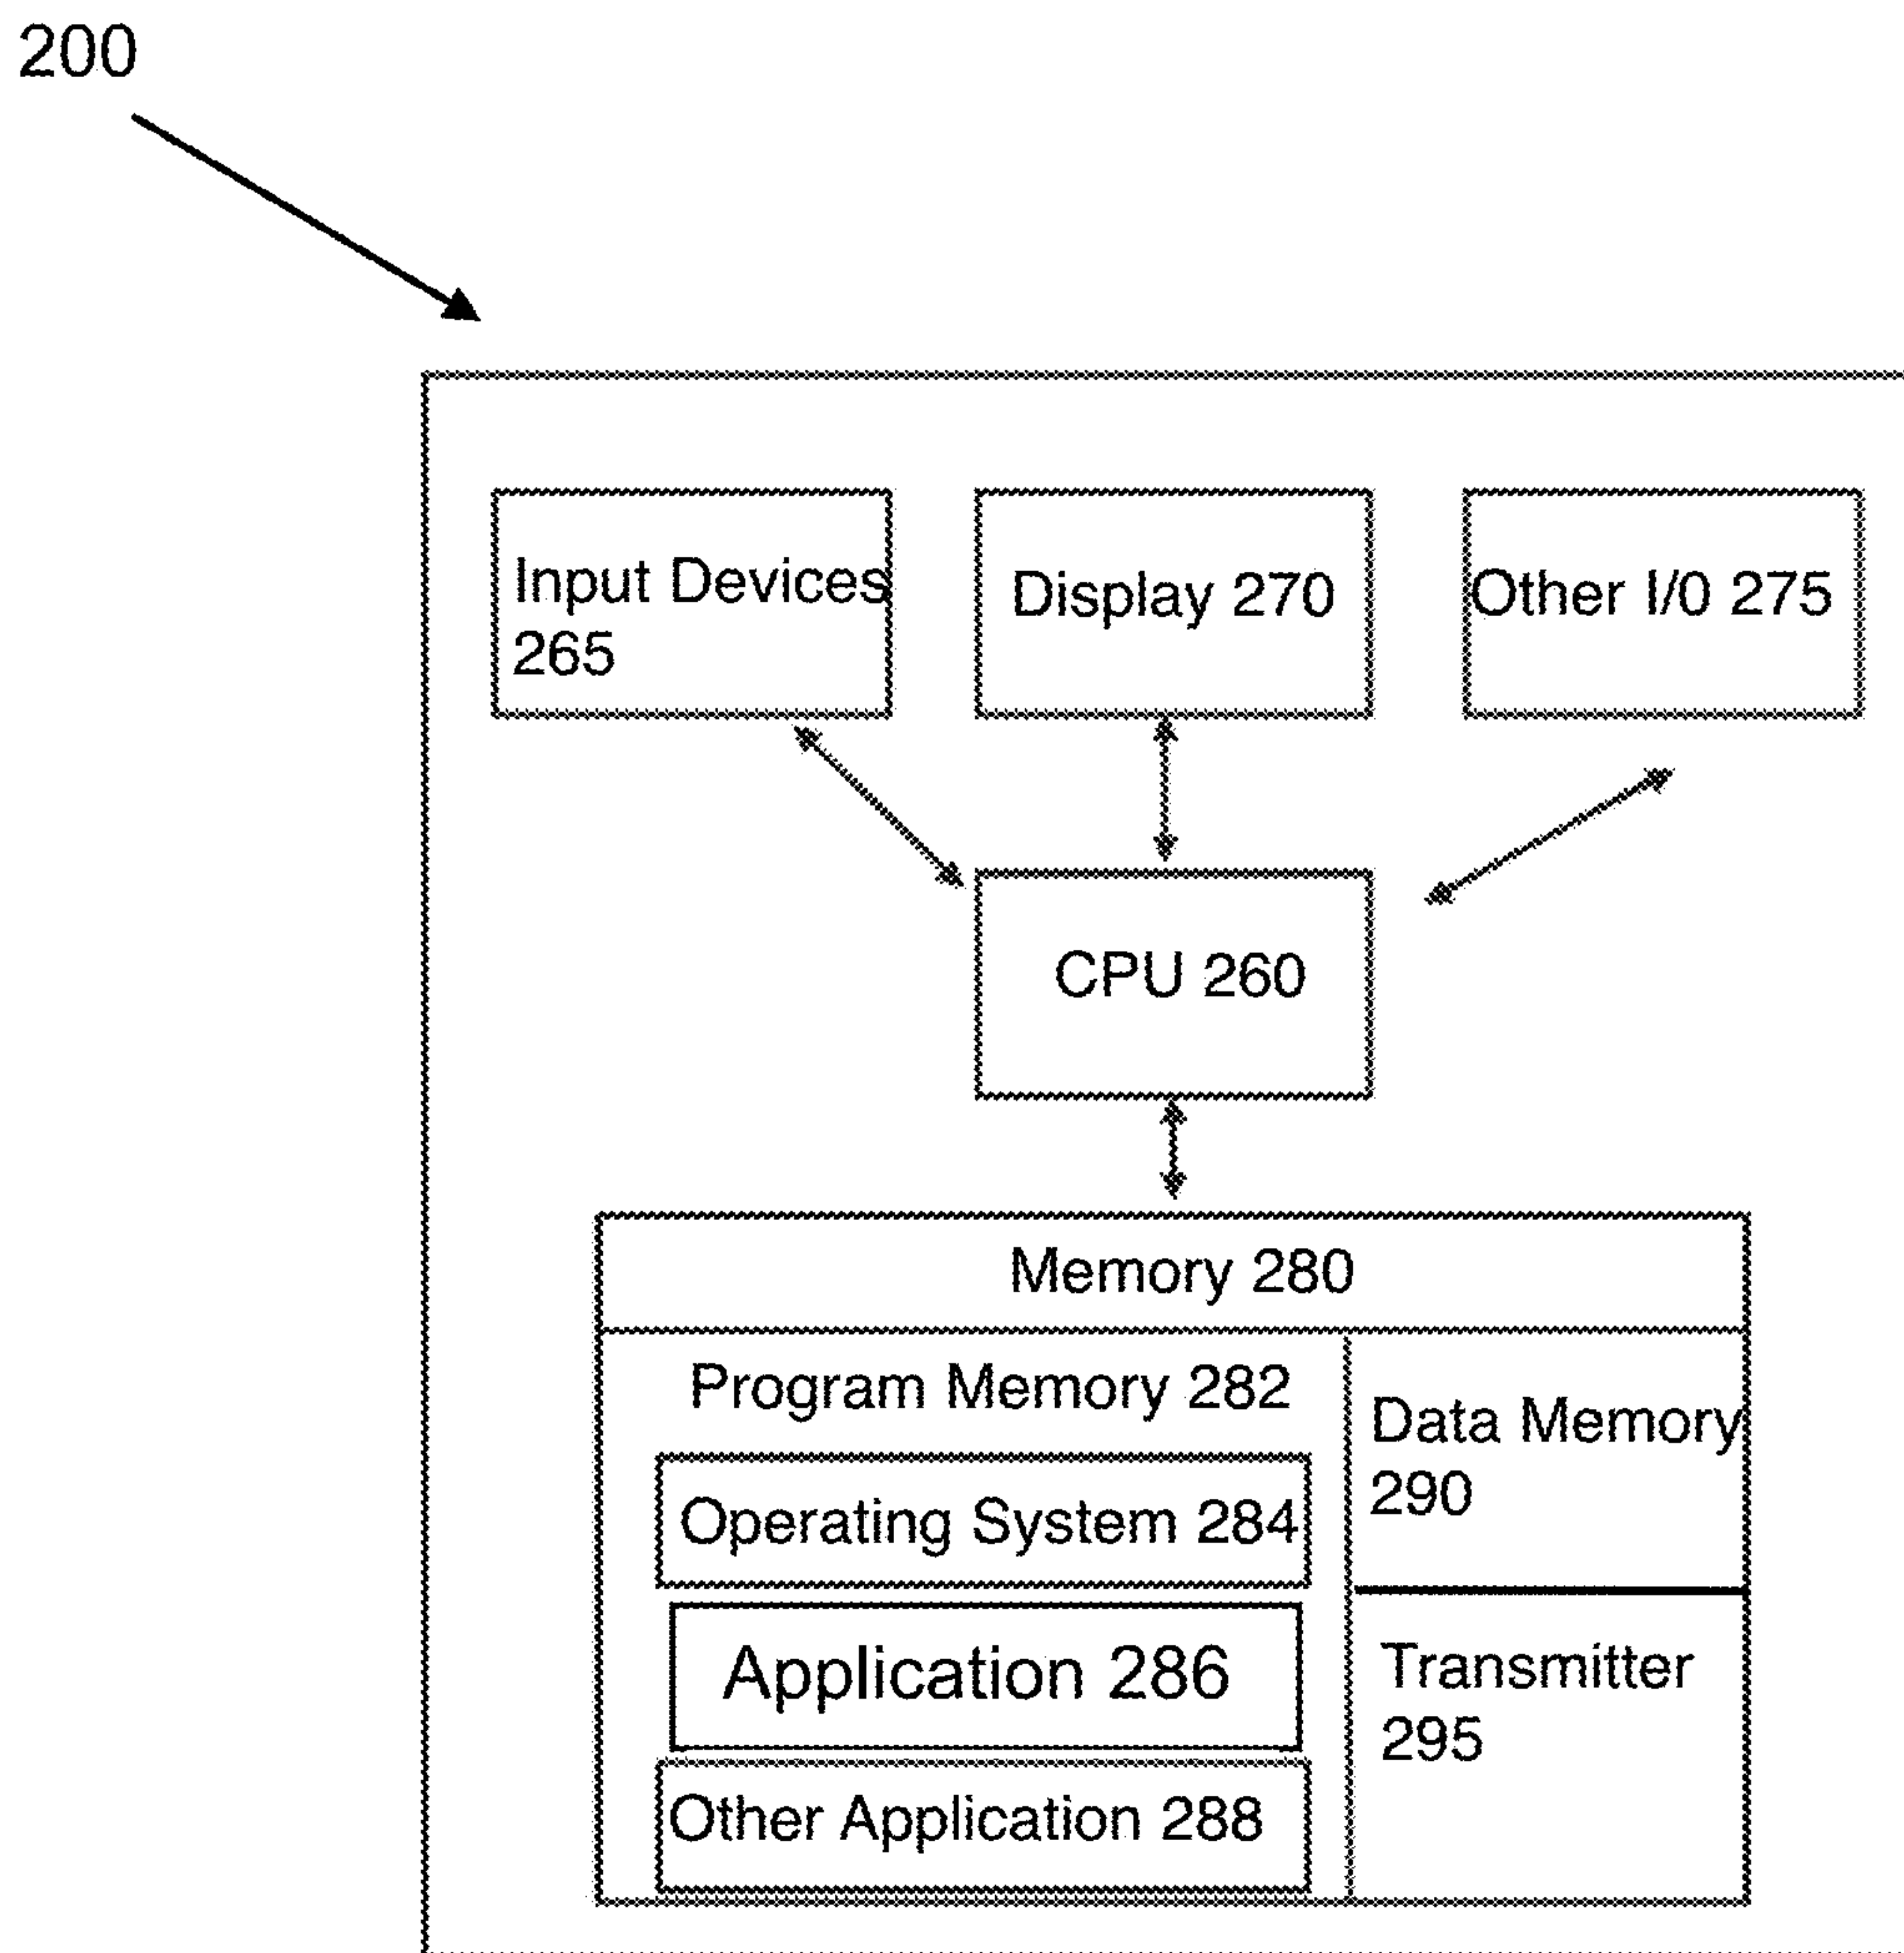 200
Input Devices
265
Display 270
Other I/0 275
CPU 260
Memory 280
Program Memory 282
Operating System 284
Application 286
Other Application 288
Data Memory
290
Transmitter
295